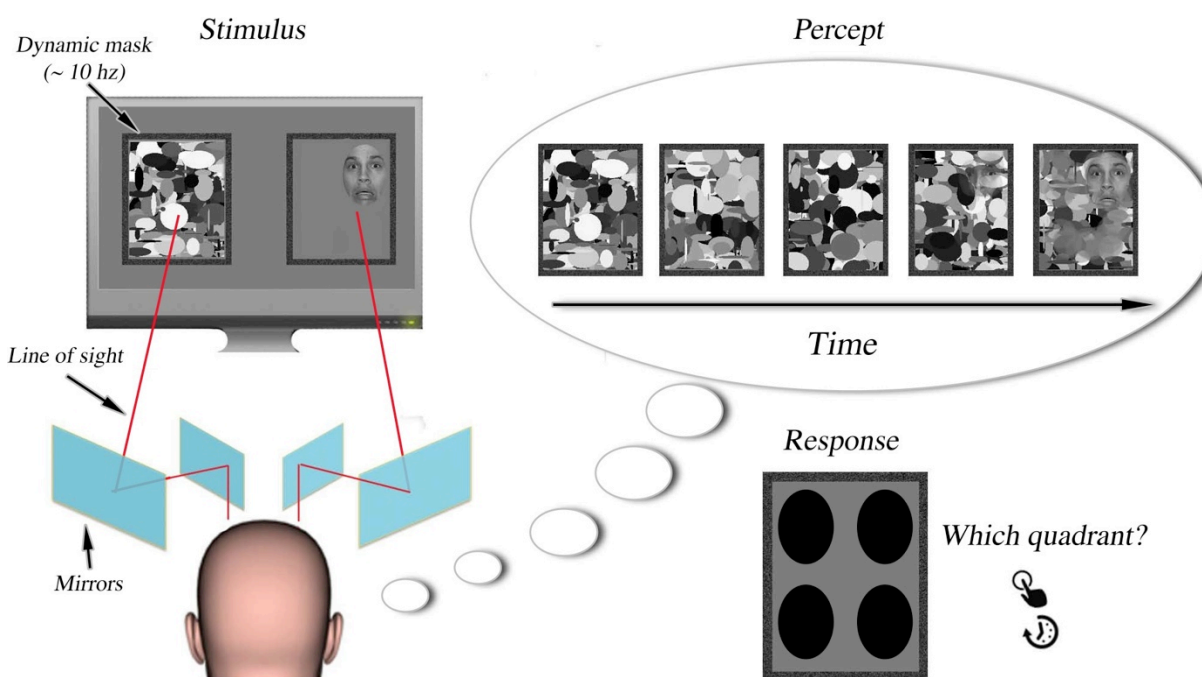 Stimulus
Percept
Dynamic mask
(~ 10 hz)
Line of sight
Time
Response
Which quadrant?
Mirrors